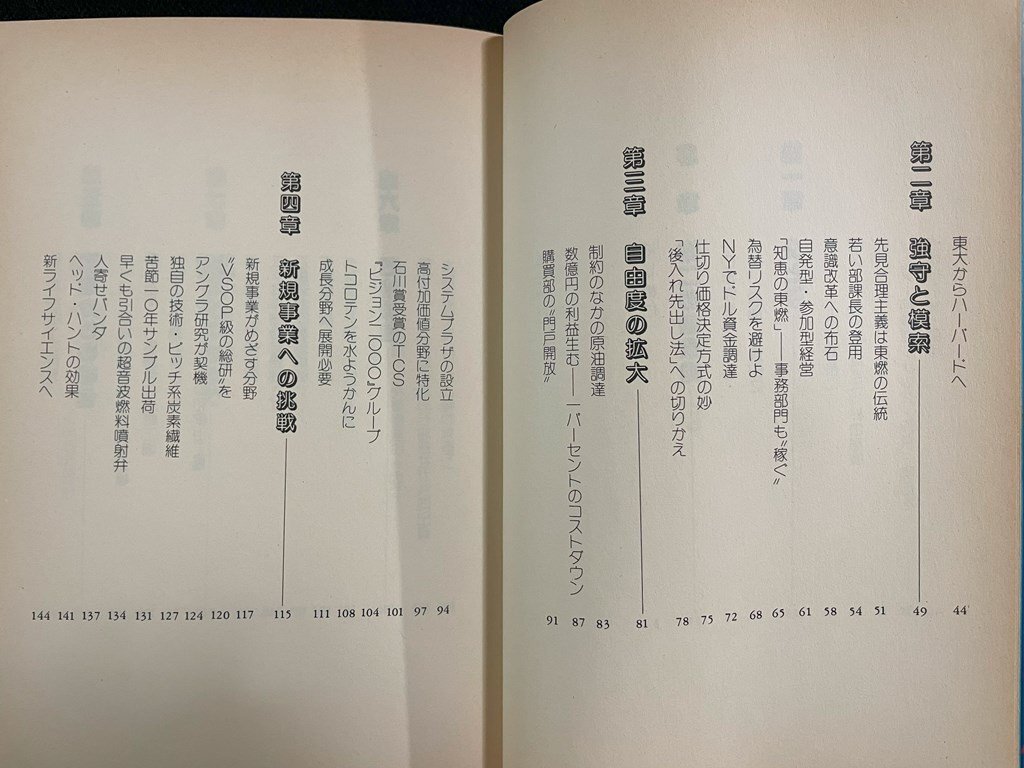 東大からハーバードへ 44
第二章 強守と模索 49
先見合理主義は東燃の伝統 51
若い部課長の登用 54
意識改革への布石 58
自発型・参加型経営 61
「知恵の東燃」――事務部門も〝稼ぐ〟 65
為替リスクを避けよ 68
NYで、ドル資金調達 72
仕切り価格決定方式の妙 75
「後入れ先出し法」への切りかえ 78
第三章 自由度の拡大 81
制約のなかの原油調達 83
数億円の利益生む――一パーセントのコストタウン 87
購買部の〝門戸開放〟 91
システムプラザの設立 94
高付加価値分野に特化 97
石川賞受賞のTCS 101
『ビジョン二〇〇〇』グループ 104
トコロテンを水ようかんに 108
成長分野へ展開必要 111
第四章 新規事業への挑戦 115
新規事業がめざす分野 117
〝VSOP級の総研〟を 120
アングラ研究が契機 124
独自の技術・ピッチ系炭素繊維 127
苦節一〇年サンプル出荷 131
早くも引合いの超音波燃料噴射弁 134
人寄せパンダ 137
ヘッド・ハントの効果 141
新ライフサイエンスへ 144